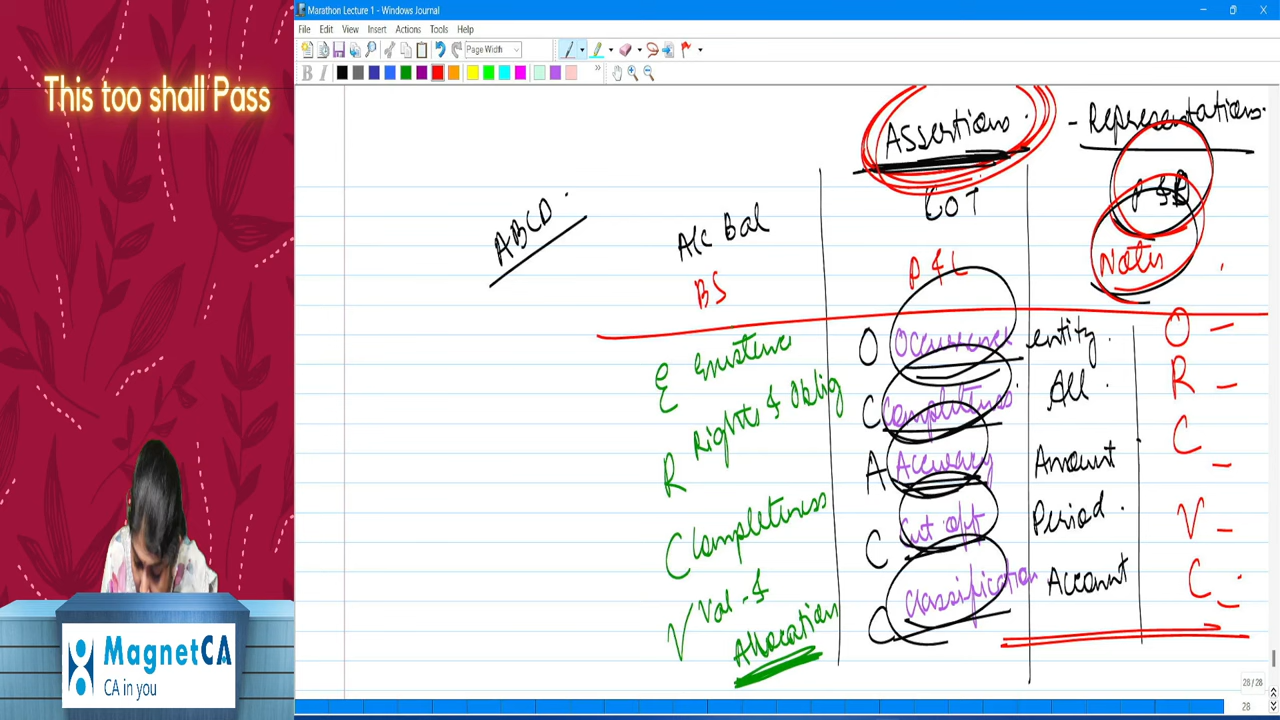 Marathon Lecture 1 - Windows Journal
File Edit View Insert Actions Tools Help
Page Width
B I
This too shall Pass
Assertions. - Representations.
COT P & D
ABCD.
A/c Bal
BS P & L Notes
E Existence O Occurrence entity. O -
R Rights & Oblig C Completeness All. R -
C Completeness A Accuracy Amount C -
V Val. & Allocation C Cut off Period. V -
C Classification Account C -
MagnetCA
CA in you
28/28
28